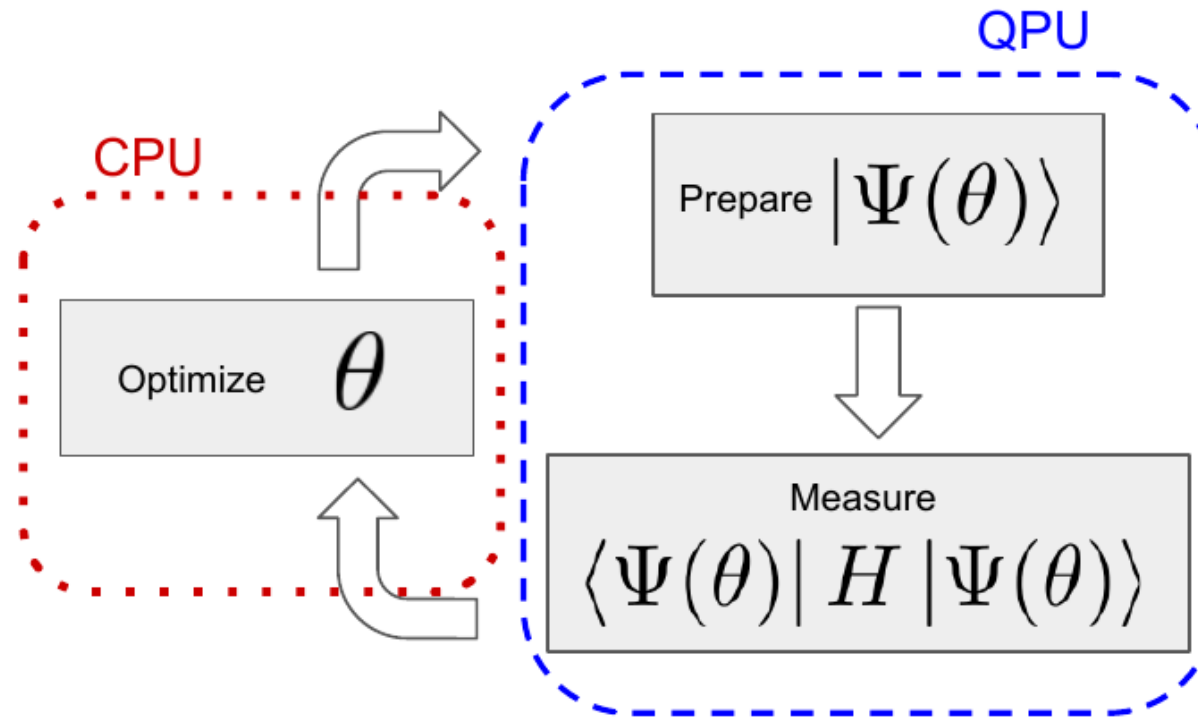 QPU
CPU
Prepare |Ψ(θ)⟩
Optimize θ
Measure
⟨Ψ(θ)| H |Ψ(θ)⟩